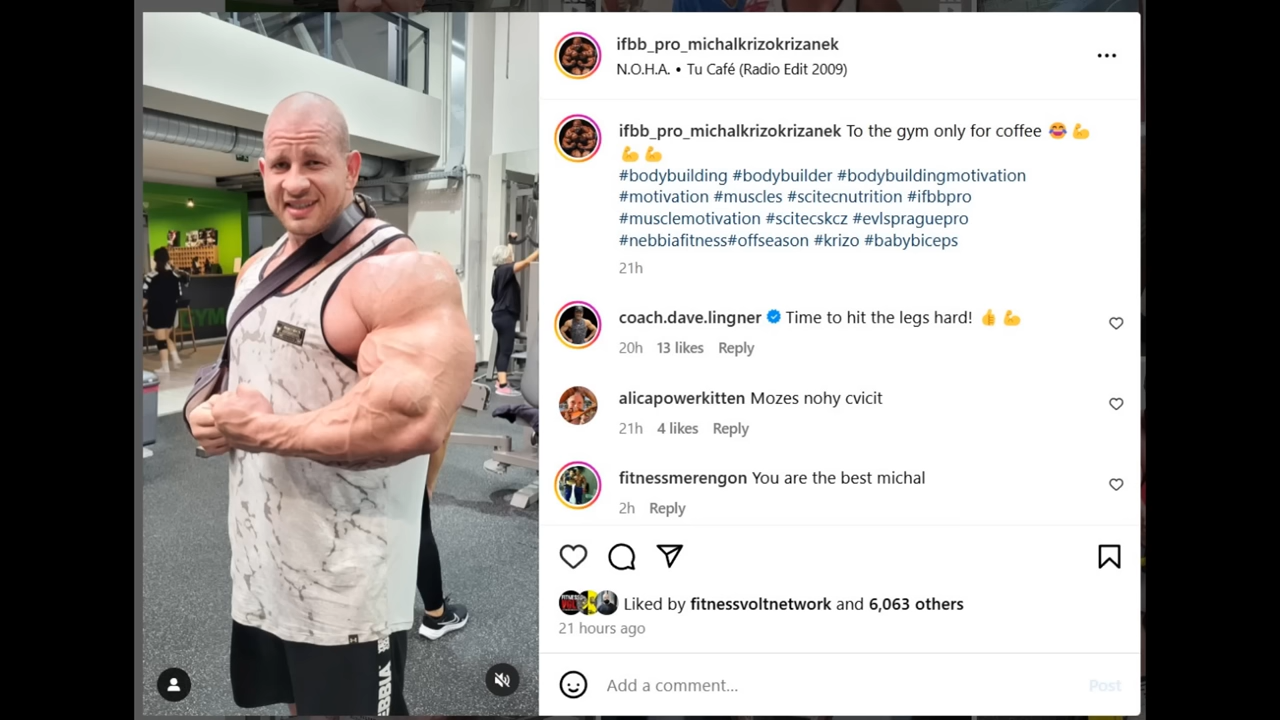 ifbb_pro_michalkrizokrizanek
N.O.H.A. • Tu Café (Radio Edit 2009)
ifbb_pro_michalkrizokrizanek To the gym only for coffee 😂 💪
💪 💪
#bodybuilding #bodybuilder #bodybuildingmotivation
#motivation #muscles #scitecnutrition #ifbbpro
#musclemotivation #scitecskcz #evlspraguepro
#nebbiafitness#offseason #krizo #babybiceps
21h
coach.dave.lingner Time to hit the legs hard! 👍 💪
20h 13 likes Reply
alicapowerkitten Mozes nohy cvicit
21h 4 likes Reply
fitnessmerengon You are the best michal
2h Reply
Liked by fitnessvoltnetwork and 6,063 others
21 hours ago
Add a comment... Post
GYM